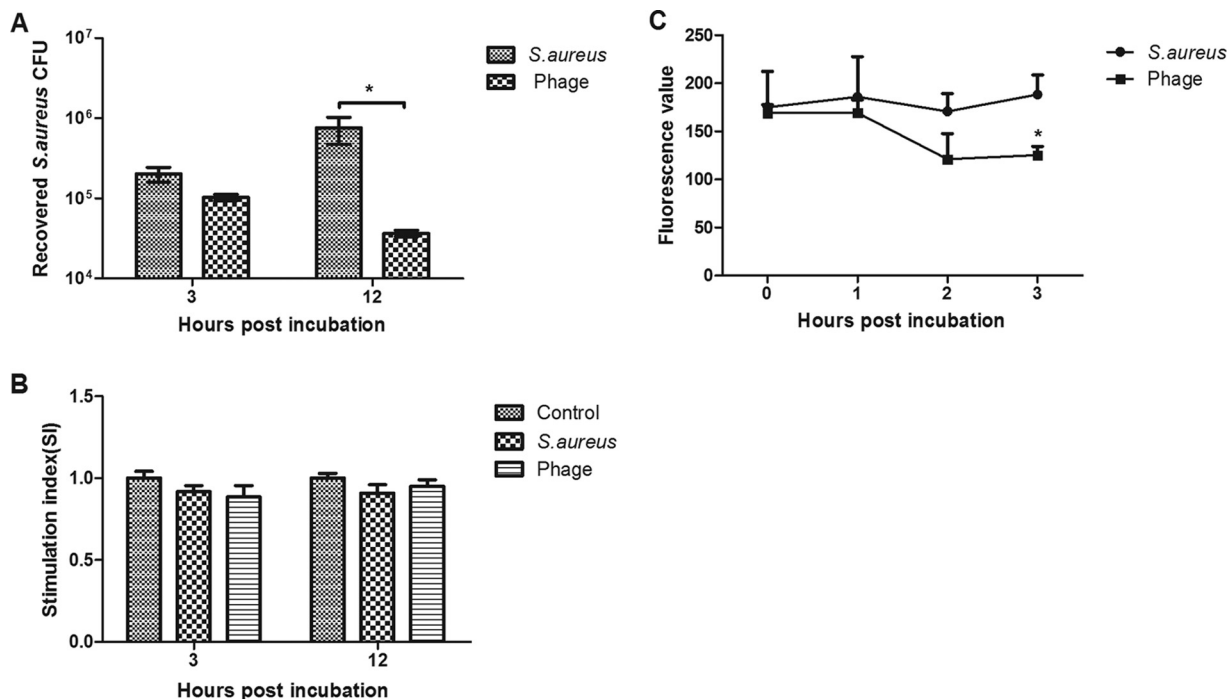 A
10⁷
10⁶
10⁵
10⁴
Recovered S.aureus CFU
*
3
12
Hours post incubation
S.aureus
Phage
C
250
200
150
100
50
0
Fluorescence value
*
0
1
2
3
Hours post incubation
S.aureus
Phage
B
1.5
1.0
0.5
0.0
Stimulation index(SI)
3
12
Hours post incubation
Control
S.aureus
Phage